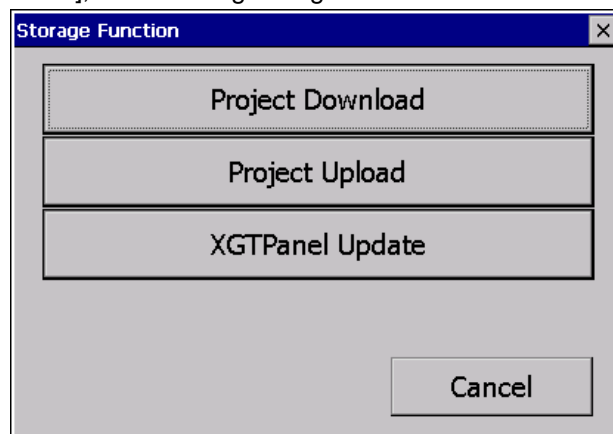 Storage Function
Project Download
Project Upload
XGTPanel Update
Cancel